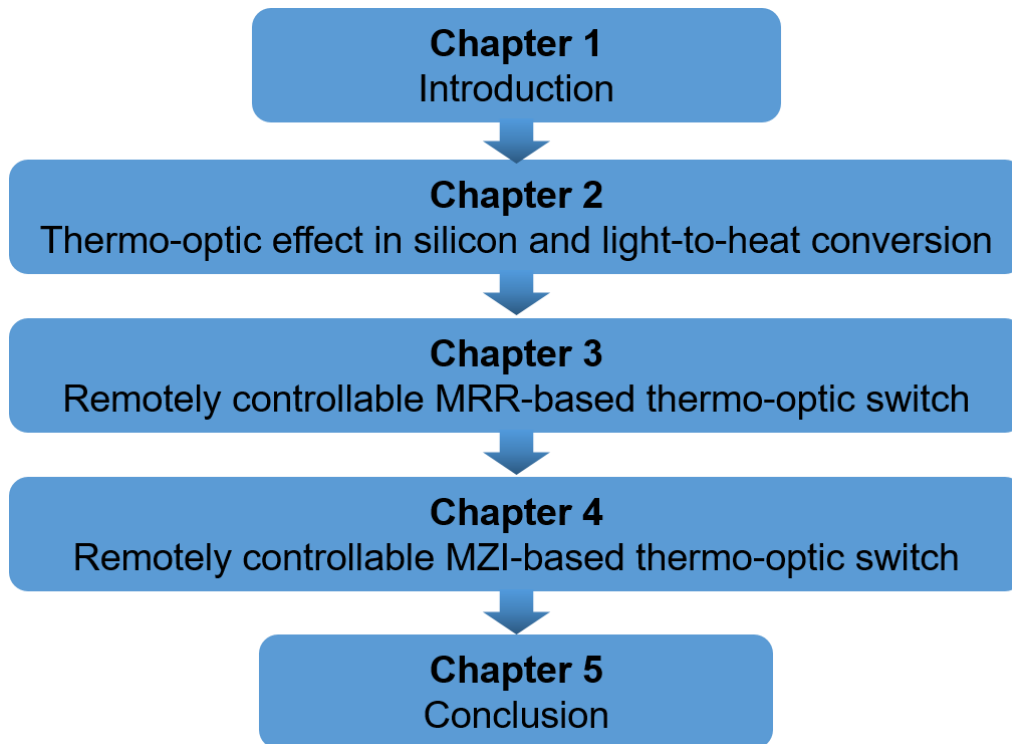 Chapter 1
Introduction
Chapter 2
Thermo-optic effect in silicon and light-to-heat conversion
Chapter 3
Remotely controllable MRR-based thermo-optic switch
Chapter 4
Remotely controllable MZI-based thermo-optic switch
Chapter 5
Conclusion